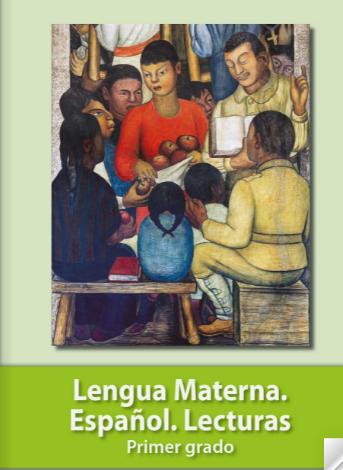 Lengua Materna.
Español. Lecturas
Primer grado